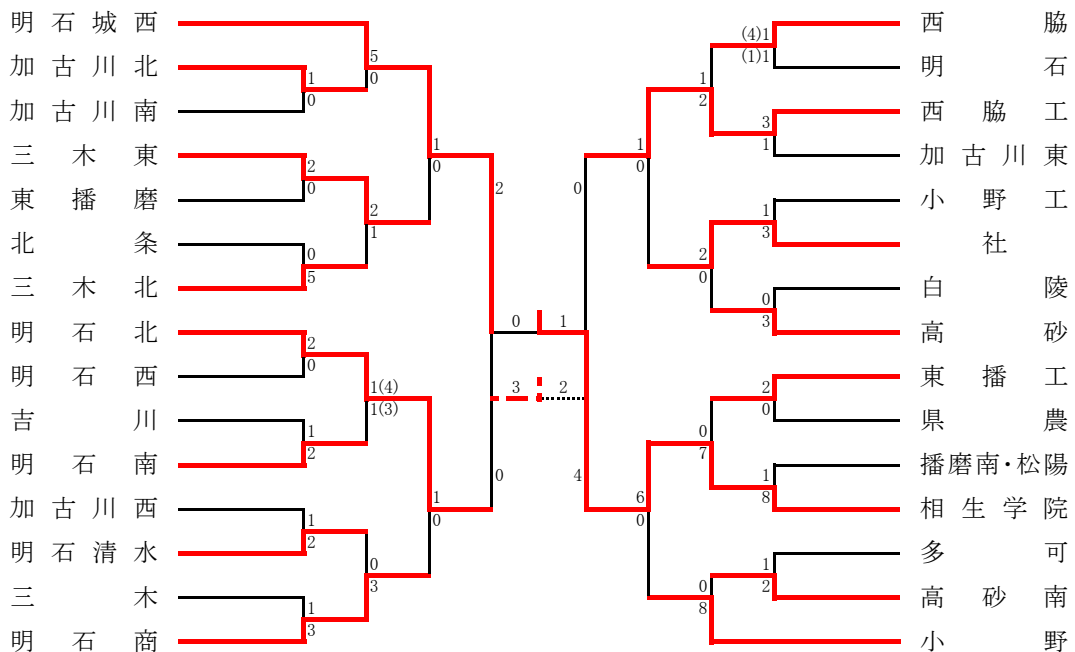 明石城西
加古川北
加古川南
三木東
東播磨
北条
三木北
明石北
明石西
吉川
明石南
加古川西
明石清水
三木
明石商
5
0
1
0
2
0
2
1
0
5
1
0
2
0
1(4)
1(3)
1
2
1
2
0
3
1
3
1
0
2
0
0
1
3
2
0
4
1
0
6
0
(4)1
(1)1
1
2
3
1
1
3
2
0
0
3
2
0
0
7
1
8
1
2
0
8
西脇
明石
西脇工
加古川東
小野工
社
白陵
高砂
東播工
県農
播磨南・松陽
相生学院
多可
高砂南
小野